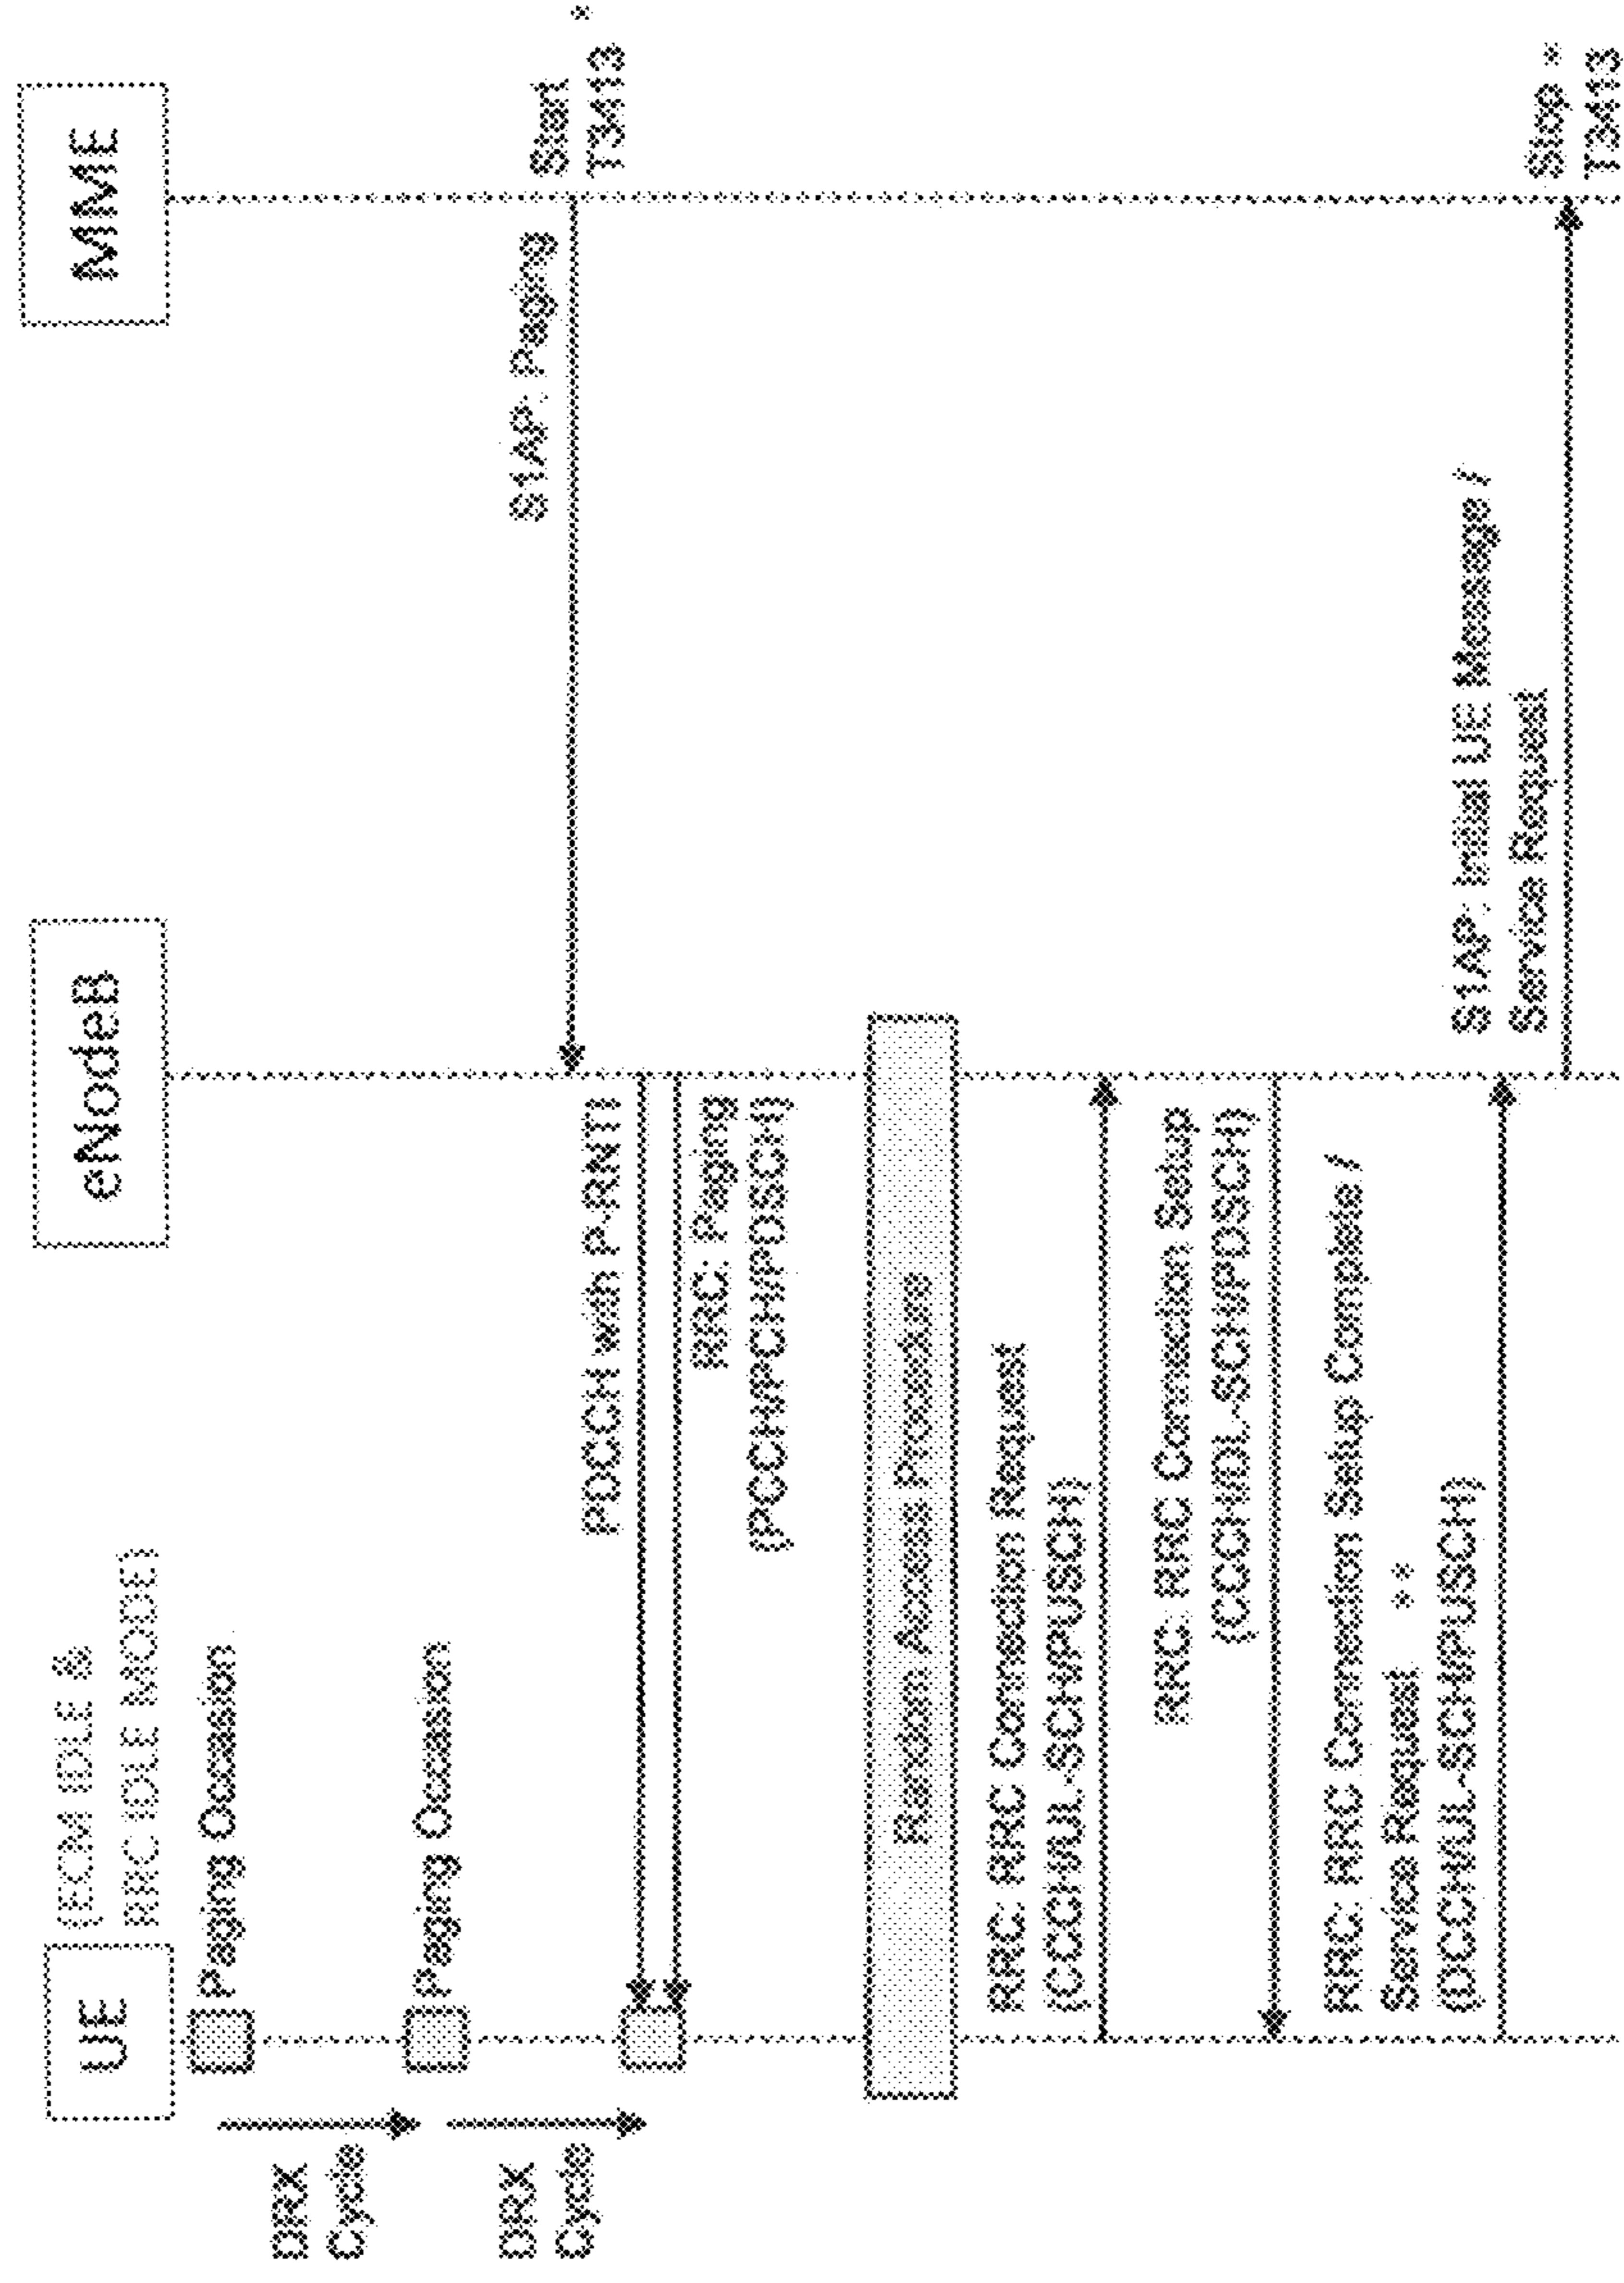 UE
(ECM IDLE &
RRC IDLE MODE)
eNodeB
MME
Paging Occasion
DRX
Cycle
Paging Occasion
DRX
Cycle
S1AP: Paging
Start *
T3413
PDCCH with P-RNTI
RRC: Paging
(PCCH/PCH/PDSCH)
Random Access Procedure
RRC: RRC Connection Request
(CCCH/UL-SCH/PUSCH)
RRC: RRC Connection Setup
(CCCH/DL-SCH/PDSCH)
RRC: RRC Connection Setup Complete /
Service Request **
(DCCH/UL-SCH/PUSCH)
S1AP: Initial UE Message /
Service Request
Stop *
T3413